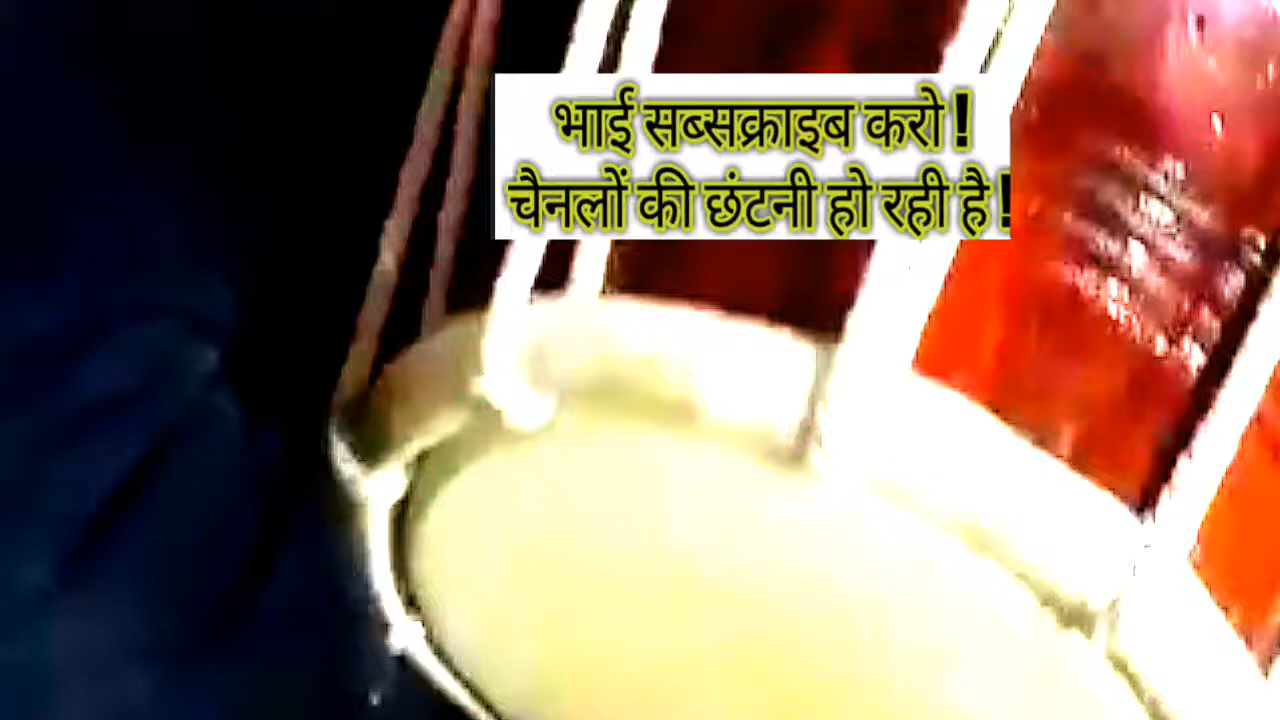 भाई सब्सक्राइब करो !
चैनलों की छंटनी हो रही है !